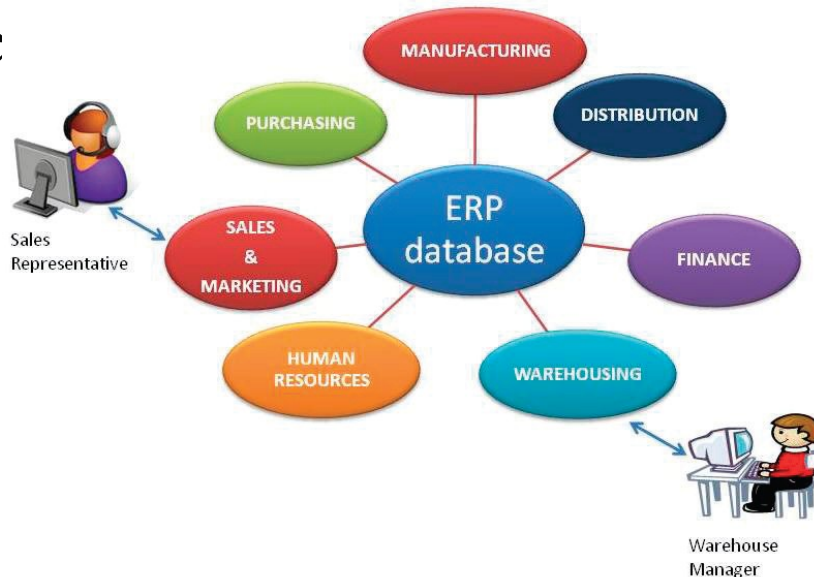 MANUFACTURING
PURCHASING
DISTRIBUTION
ERP
database
SALES
&
MARKETING
Sales
Representative
FINANCE
HUMAN
RESOURCES
WAREHOUSING
Warehouse
Manager